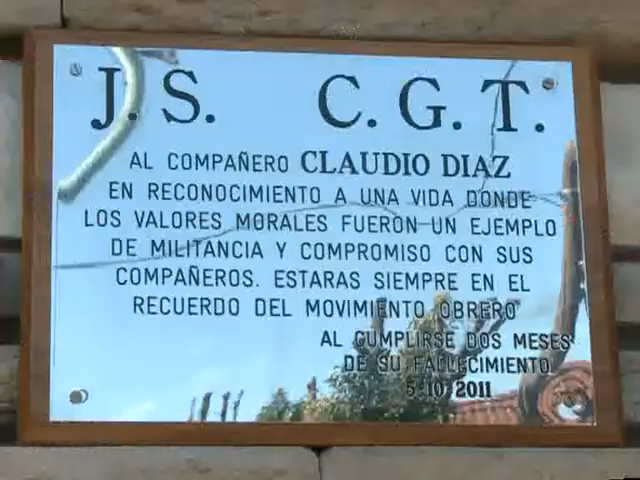 J. S. C. G. T.
AL COMPAÑERO CLAUDIO DIAZ
EN RECONOCIMIENTO A UNA VIDA DONDE
LOS VALORES MORALES FUERON UN EJEMPLO
DE MILITANCIA Y COMPROMISO CON SUS
COMPAÑEROS. ESTARAS SIEMPRE EN EL
RECUERDO DEL MOVIMIENTO OBRERO
AL CUMPLIRSE DOS MESES
DE SU FALLECIMIENTO
5-10-2011